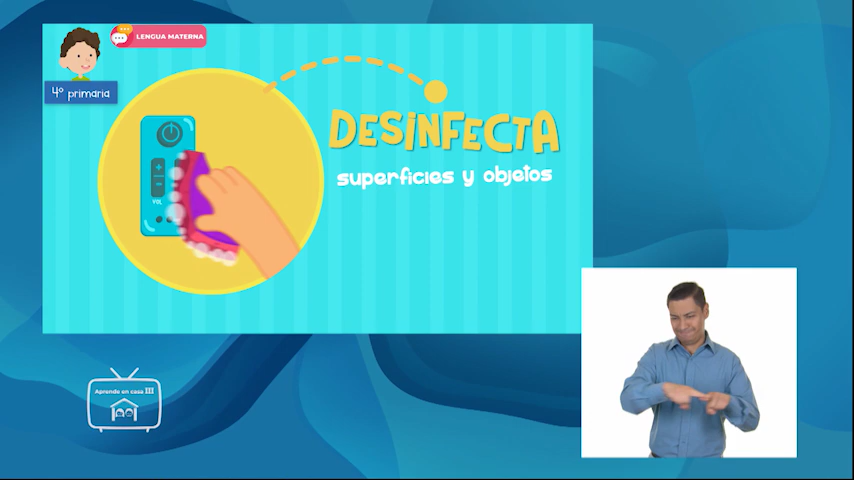 LENGUA MATERNA
4º primaria
DESINFECTA
superficies y objetos
+
-
VOL
Aprende en casa III